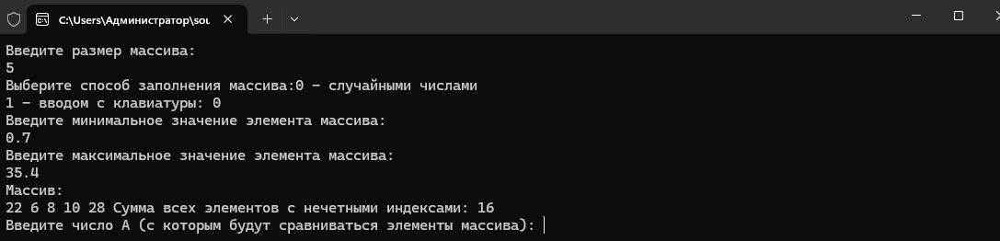 C:\Users\Администратор\sou
Введите размер массива:
5
Выберите способ заполнения массива:0 - случайными числами
1 - вводом с клавиатуры: 0
Введите минимальное значение элемента массива:
0.7
Введите максимальное значение элемента массива:
35.4
Массив:
22 6 8 10 28 Сумма всех элементов с нечетными индексами: 16
Введите число А (с которым будут сравниваться элементы массива):